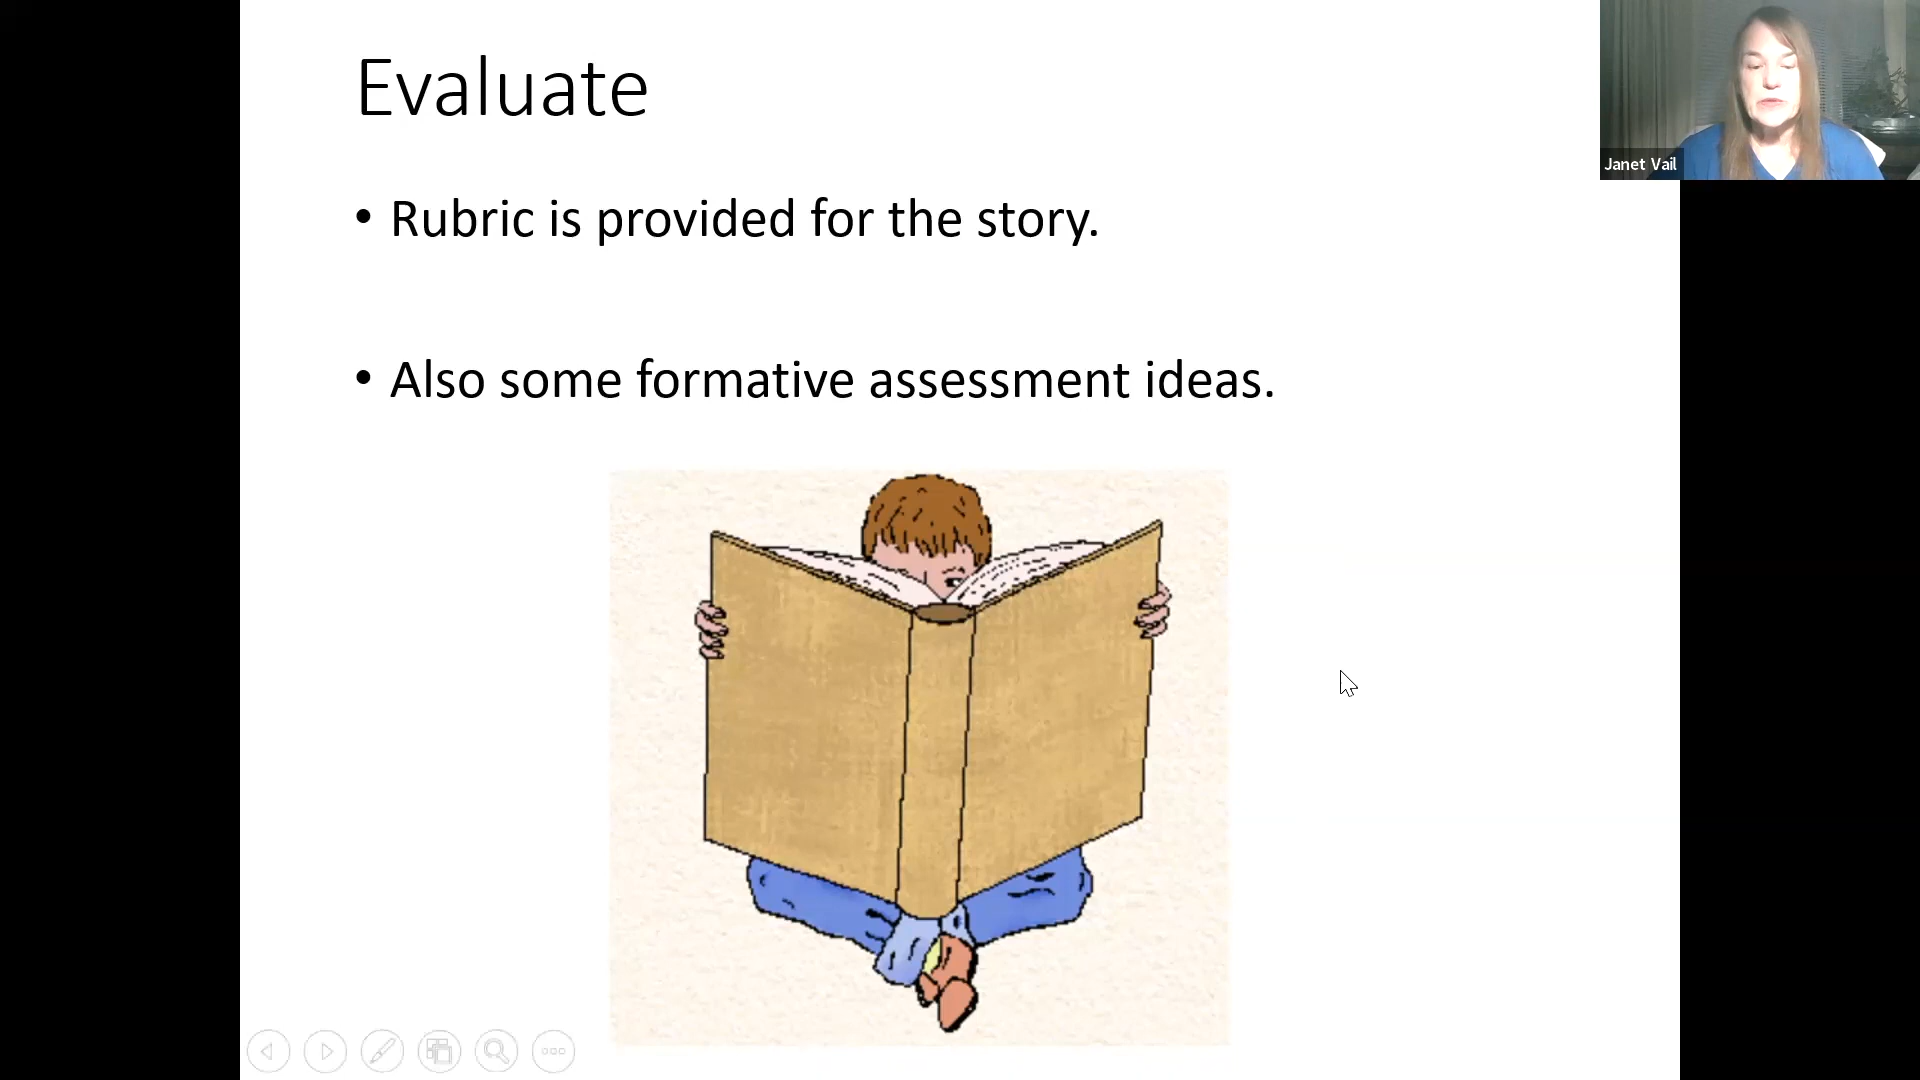 Evaluate
• Rubric is provided for the story.
• Also some formative assessment ideas.
Janet Vail